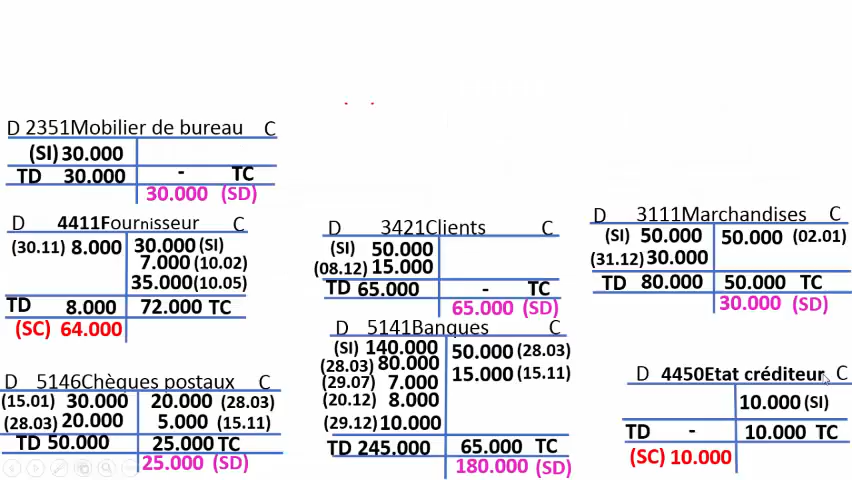 D 2351Mobilier de bureau C
(SI) 30.000
TD 30.000 - TC
30.000 (SD)
D 4411Fournisseur C
(30.11) 8.000 30.000 (SI)
7.000 (10.02)
35.000 (10.05)
TD 8.000 72.000 TC
(SC) 64.000
D 5146Chèques postaux C
(15.01) 30.000 20.000 (28.03)
(28.03) 20.000 5.000 (15.11)
TD 50.000 25.000 TC
25.000 (SD)
D 3421Clients C
(SI) 50.000
(08.12) 15.000
TD 65.000 - TC
65.000 (SD)
D 5141Banques C
(SI) 140.000 50.000 (28.03)
(28.03) 80.000 15.000 (15.11)
(29.07) 7.000
(20.12) 8.000
(29.12) 10.000
TD 245.000 65.000 TC
180.000 (SD)
D 3111Marchandises C
(SI) 50.000 50.000 (02.01)
(31.12) 30.000
TD 80.000 50.000 TC
30.000 (SD)
D 4450Etat créditeur C
10.000 (SI)
TD - 10.000 TC
(SC) 10.000